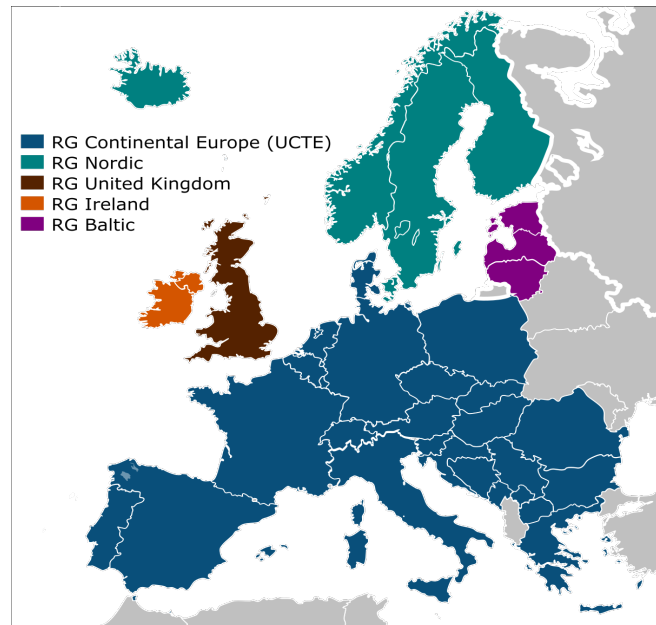 RG Continental Europe (UCTE)
RG Nordic
RG United Kingdom
RG Ireland
RG Baltic